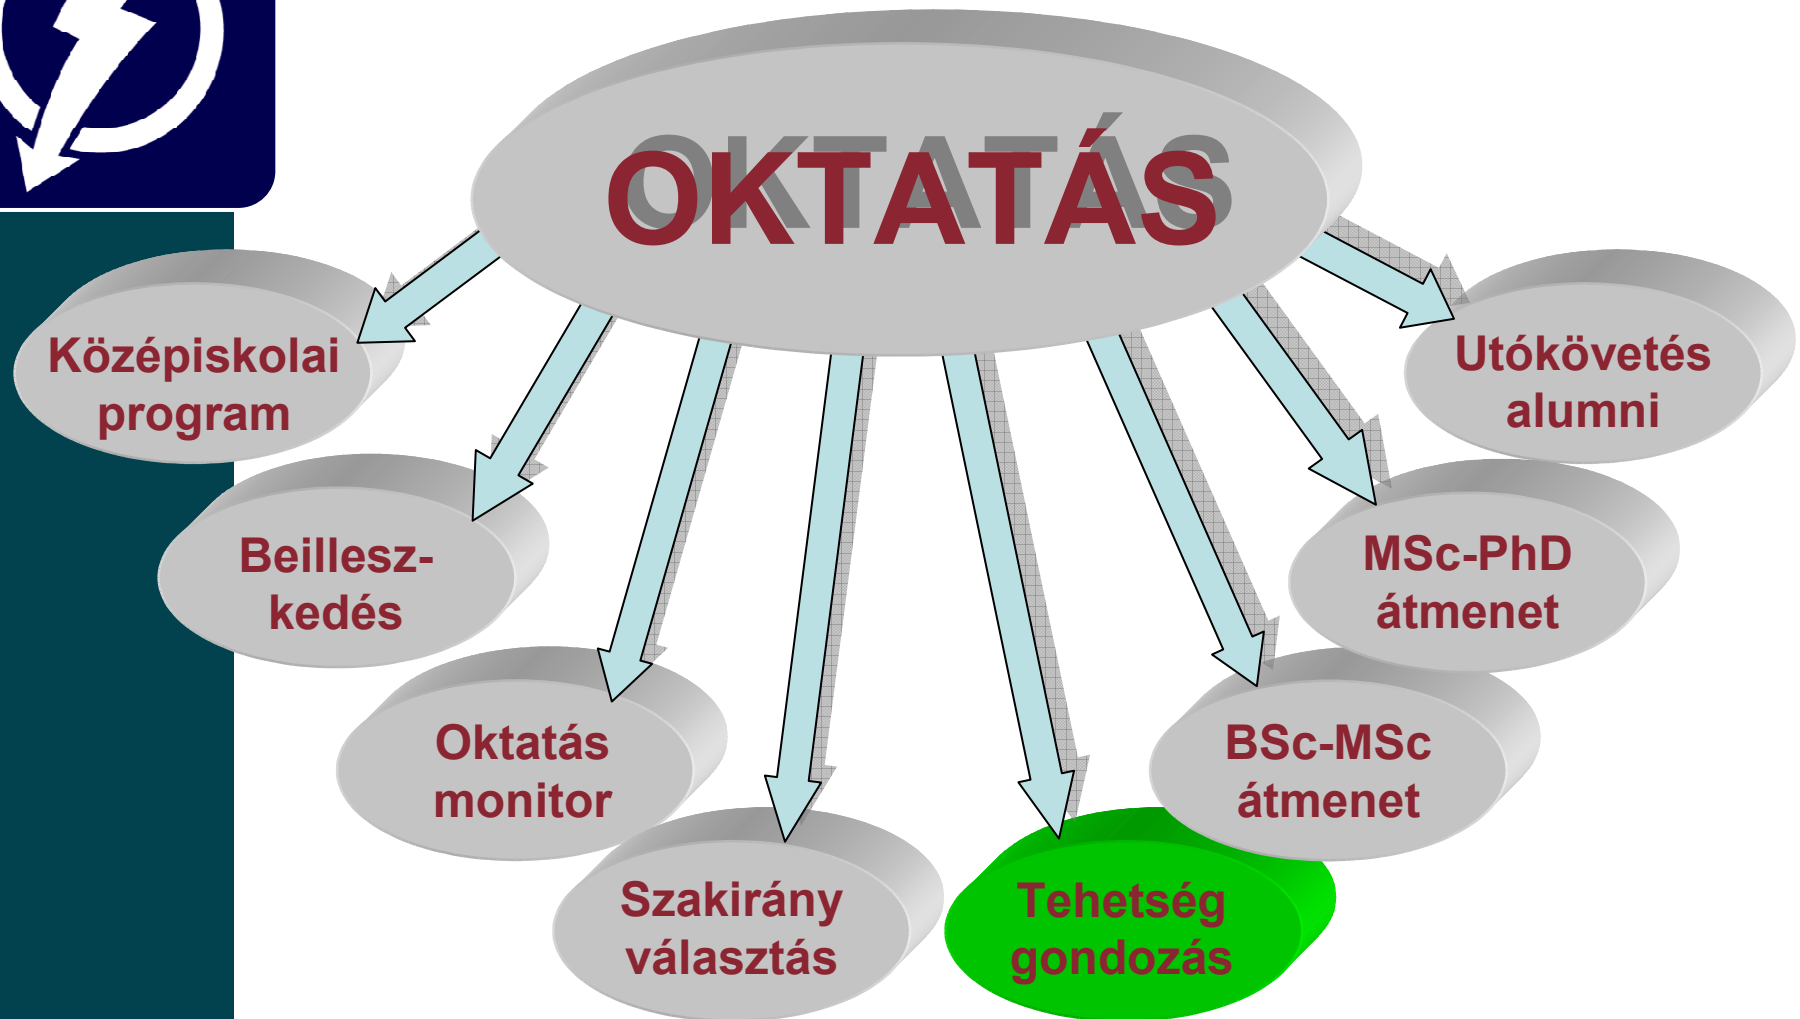 OKTATÁS
Középiskolai
program
Beillesz-
kedés
Oktatás
monitor
Szakirány
választás
Tehetség
gondozás
BSc-MSc
átmenet
MSc-PhD
átmenet
Utókövetés
alumni